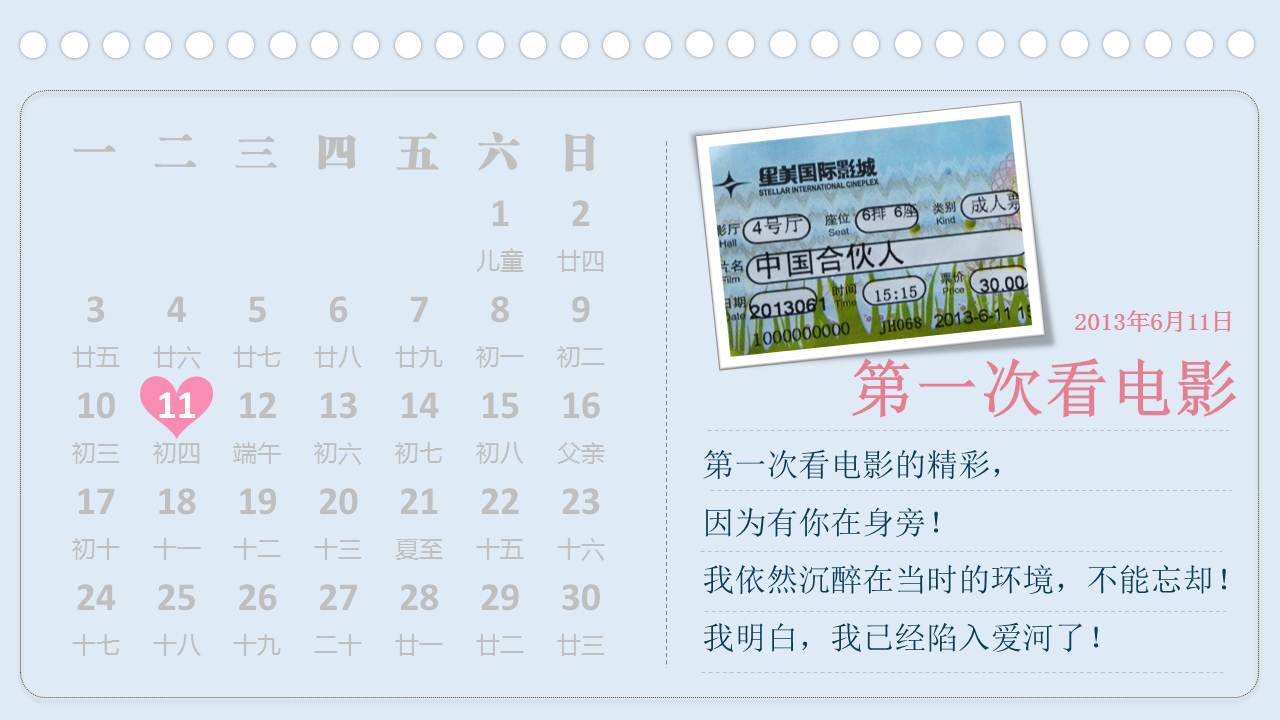 一 二 三 四 五 六 日
1 2
儿童 廿四
3 4 5 6 7 8 9
廿五 廿六 廿七 廿八 廿九 初一 初二
10 11 12 13 14 15 16
初三 初四 端午 初六 初七 初八 父亲
17 18 19 20 21 22 23
初十 十一 十二 十三 夏至 十五 十六
24 25 26 27 28 29 30
十七 十八 十九 二十 廿一 廿二 廿三
星美国际影城
STELLAR INTERNATIONAL CINEPLEX
影厅 4号厅 座位 6排 6座 类别 成人票
Hall Seat Kind
片名 中国合伙人
Film
日期 2013061 时间 15:15 票价 30.00
Date Time Price
1000000000 JH068 2013-6-11 15
2013年6月11日
第一次看电影
第一次看电影的精彩，
因为有你在身旁！
我依然沉醉在当时的环境，不能忘却！
我明白，我已经陷入爱河了！